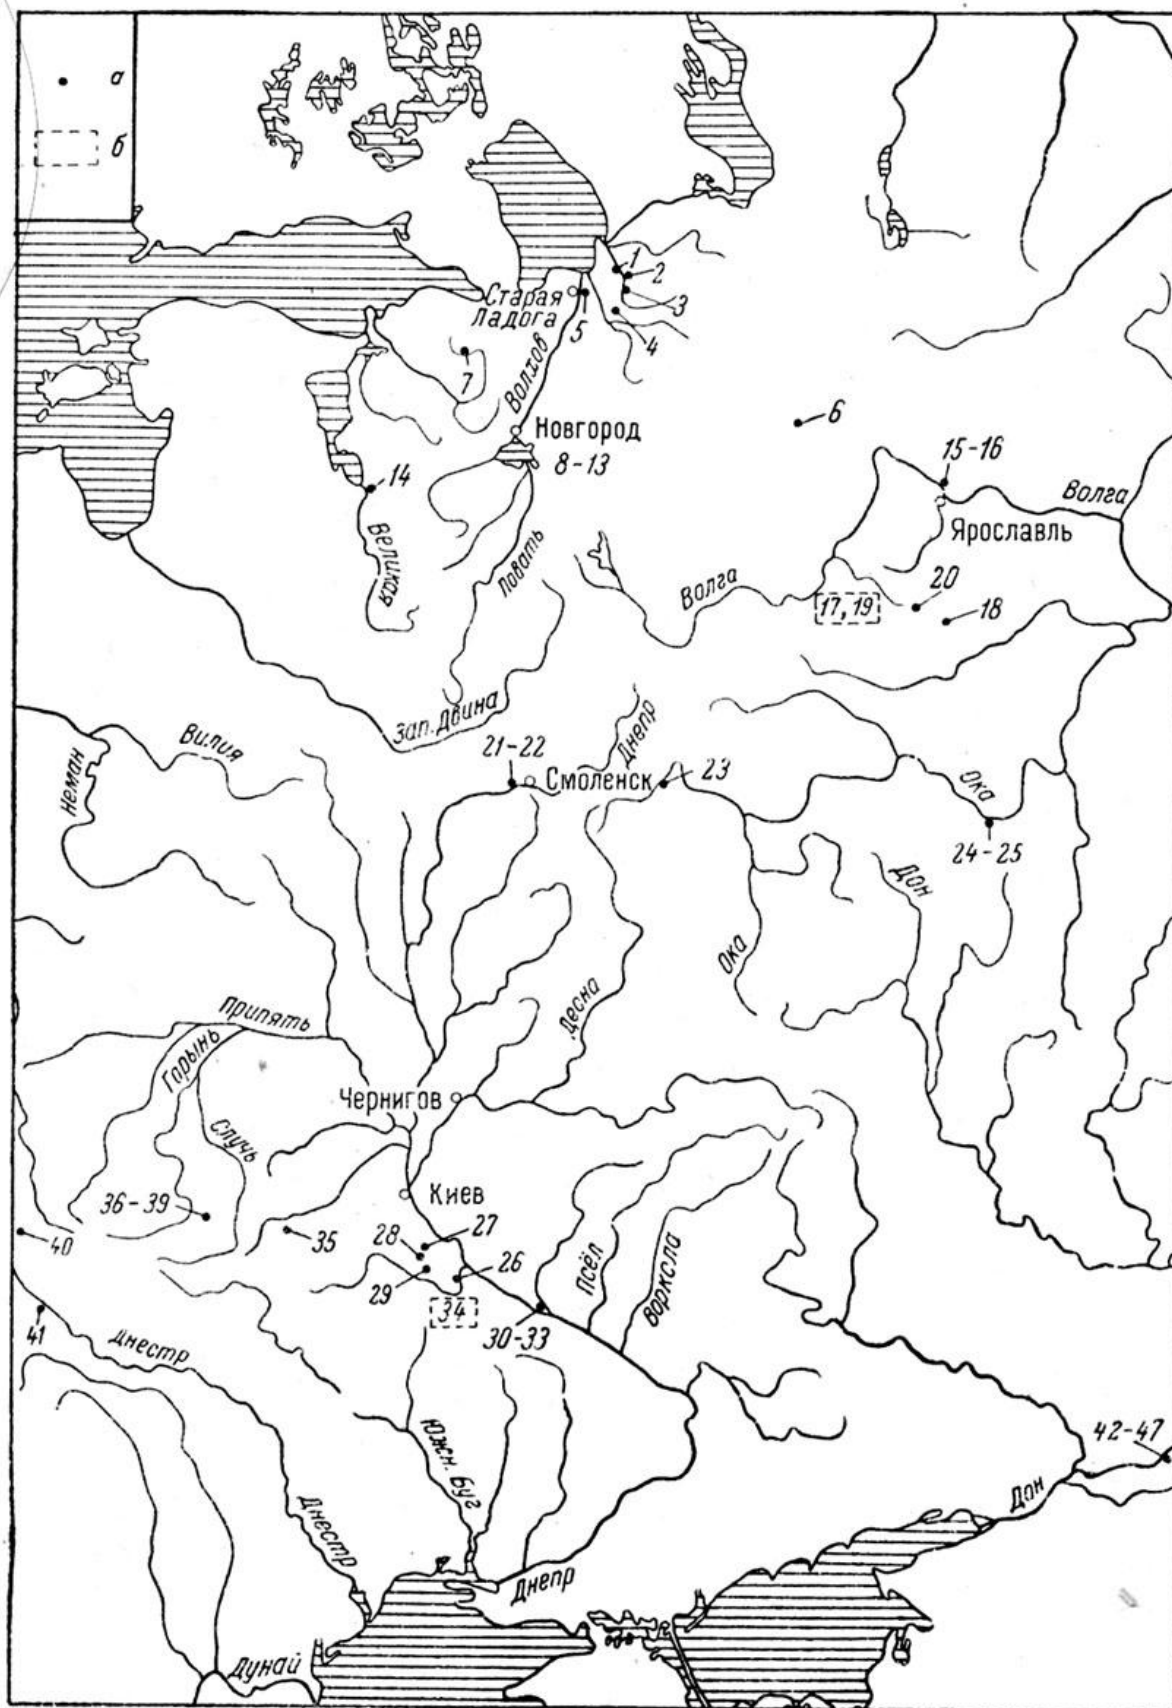 а
б
1
2
Старая
Ладога
5
3
4
7
Волхов
6
Новгород
8-13
15-16
14
Волга
Ярославль
Великая
Ловать
Волга
20
17, 19
18
Зап. Двина
Днепр
Вилия
21-22
Смоленск
23
Неман
Ока
24-25
Дон
Ока
Десна
Припять
Горынь
Чернигов
Случь
Киев
36-39
27
40
35
28
26
29
Псёл
Ворксла
34
30-33
41
Днестр
42-47
Южн. Буг
Днестр
Дон
Днепр
Дунай